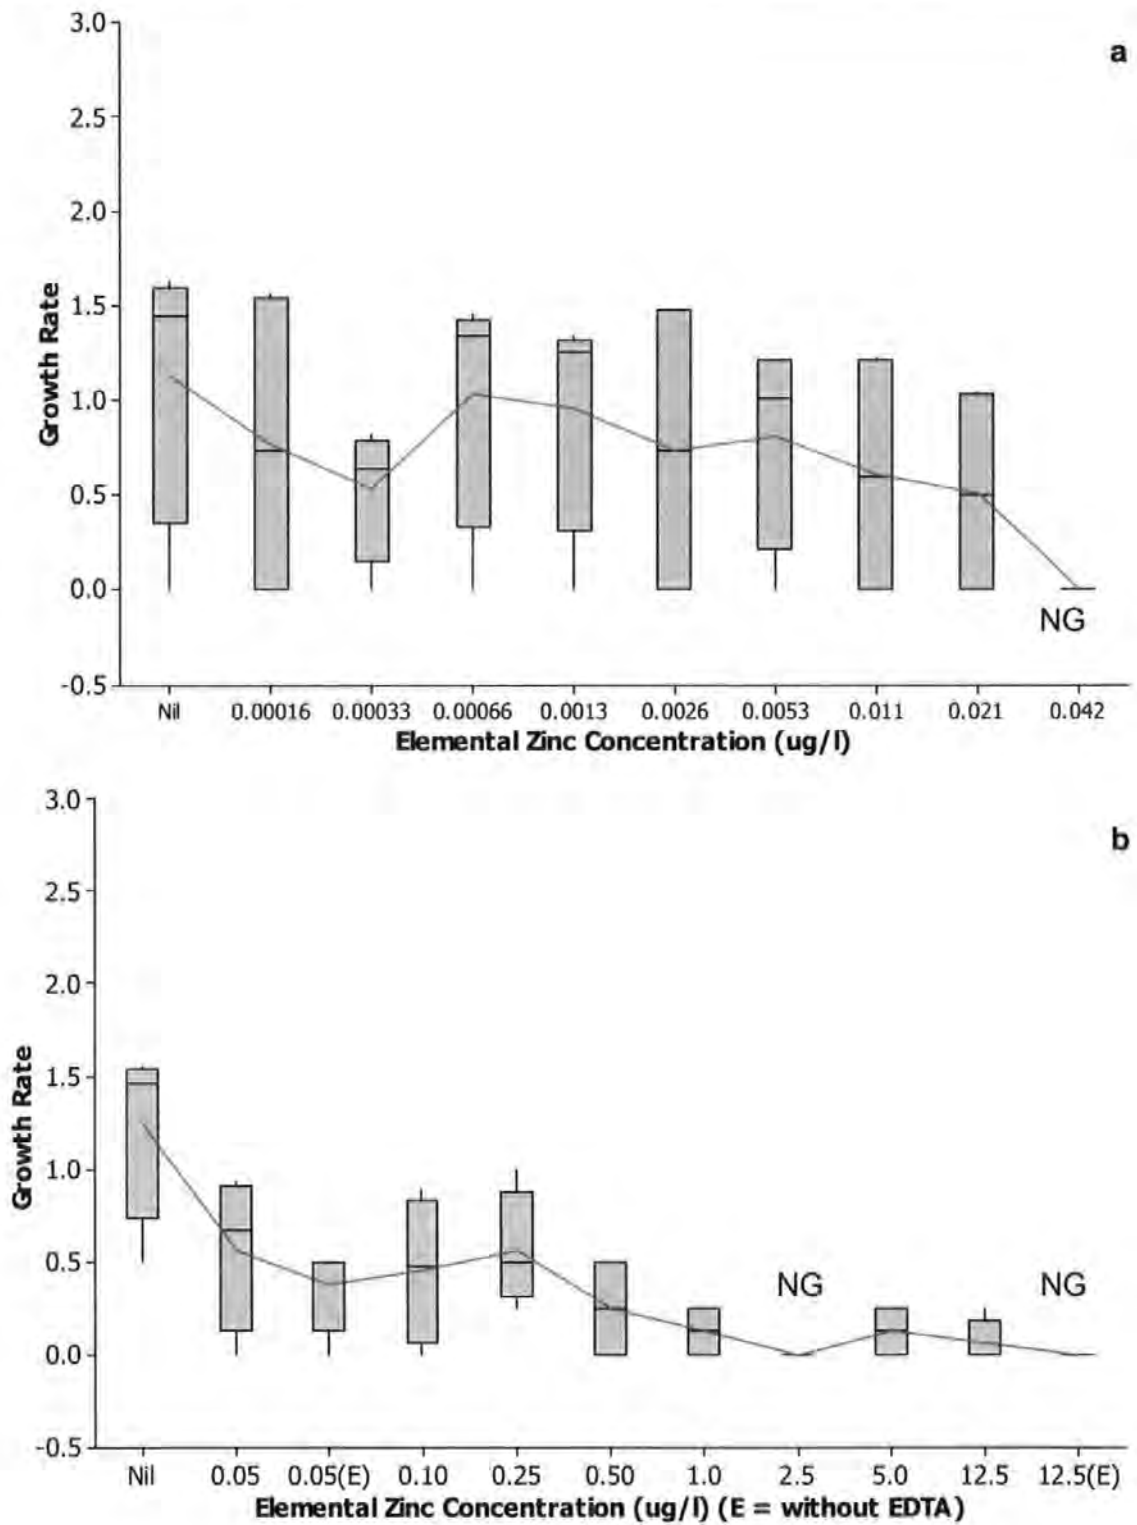 a
3.0
2.5
2.0
1.5
1.0
0.5
0.0
-0.5
Growth Rate
NG
Nil 0.00016 0.00033 0.00066 0.0013 0.0026 0.0053 0.011 0.021 0.042
Elemental Zinc Concentration (ug/l)
b
3.0
2.5
2.0
1.5
1.0
0.5
0.0
-0.5
Growth Rate
NG NG
Nil 0.05 0.05(E) 0.10 0.25 0.50 1.0 2.5 5.0 12.5 12.5(E)
Elemental Zinc Concentration (ug/l) (E = without EDTA)